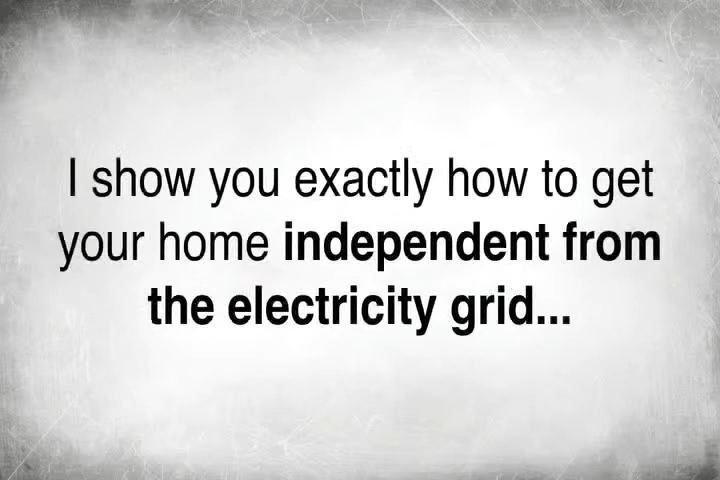 I show you exactly how to get
your home independent from
the electricity grid...